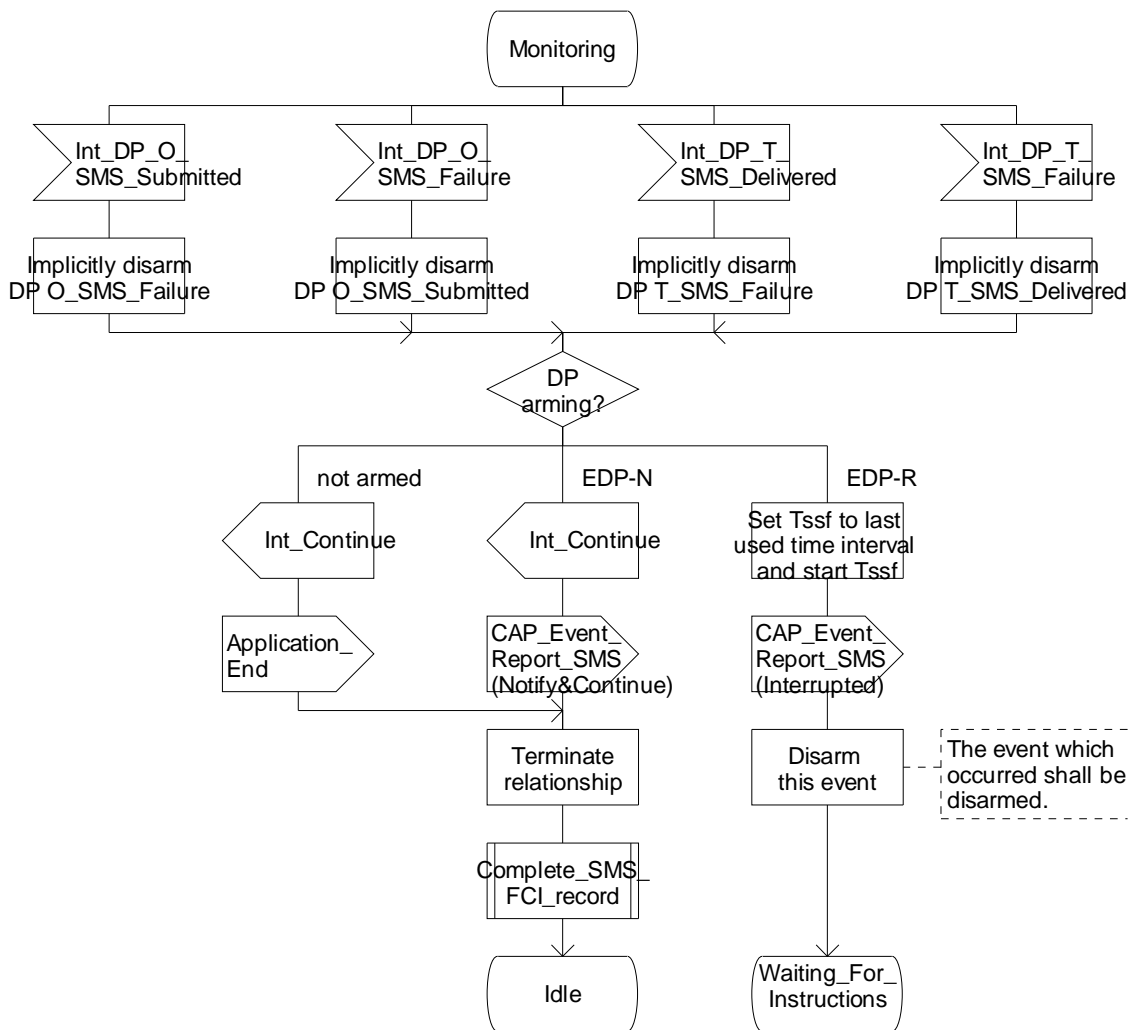 Monitoring
Int_DP_O_
SMS_Submitted
Int_DP_O_
SMS_Failure
Int_DP_T_
SMS_Delivered
Int_DP_T_
SMS_Failure
Implicitly disarm
DP O_SMS_Failure
Implicitly disarm
DP O_SMS_Submitted
Implicitly disarm
DP T_SMS_Failure
Implicitly disarm
DP T_SMS_Delivered
DP
arming?
not armed
EDP-N
EDP-R
Int_Continue
Int_Continue
Set Tssf to last
used time interval
and start Tssf
Application_
End
CAP_Event_
Report_SMS
(Notify&Continue)
CAP_Event_
Report_SMS
(Interrupted)
Terminate
relationship
Disarm
this event
The event which
occurred shall be
disarmed.
Complete_SMS_
FCI_record
Idle
Waiting_For_
Instructions